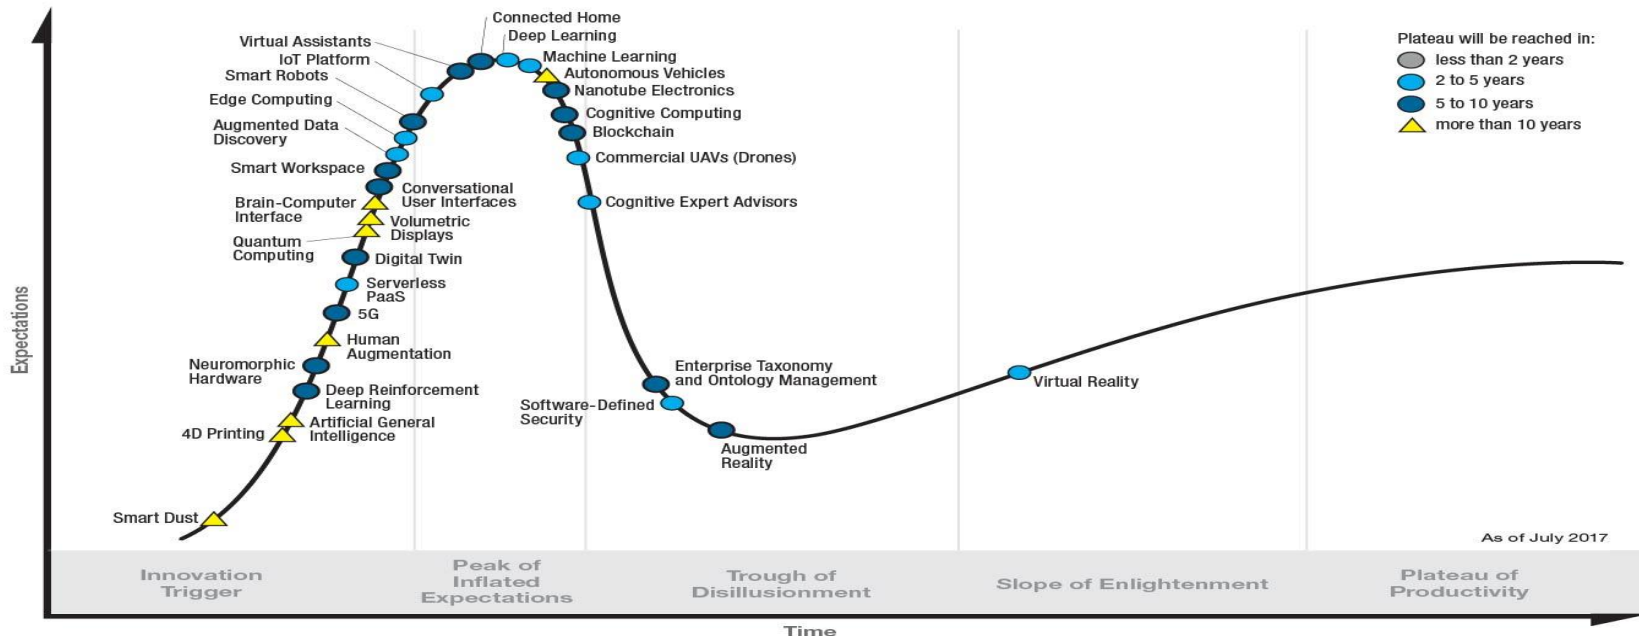 Connected Home
Deep Learning
Virtual Assistants
IoT Platform
Smart Robots
Edge Computing
Augmented Data
Discovery
Smart Workspace
Brain-Computer
Interface
Quantum
Computing
Machine Learning
Autonomous Vehicles
Nanotube Electronics
Cognitive Computing
Blockchain
Commercial UAVs (Drones)
Cognitive Expert Advisors
Conversational
User Interfaces
Volumetric
Displays
Digital Twin
Serverless
PaaS
5G
Human
Augmentation
Neuromorphic
Hardware
Deep Reinforcement
Learning
Artificial General
Intelligence
4D Printing
Smart Dust
Enterprise Taxonomy
and Ontology Management
Software-Defined
Security
Augmented
Reality
Virtual Reality
Plateau will be reached in:
less than 2 years
2 to 5 years
5 to 10 years
more than 10 years
As of July 2017
Expectations
Innovation
Trigger
Peak of
Inflated
Expectations
Trough of
Disillusionment
Slope of Enlightenment
Plateau of
Productivity
Time